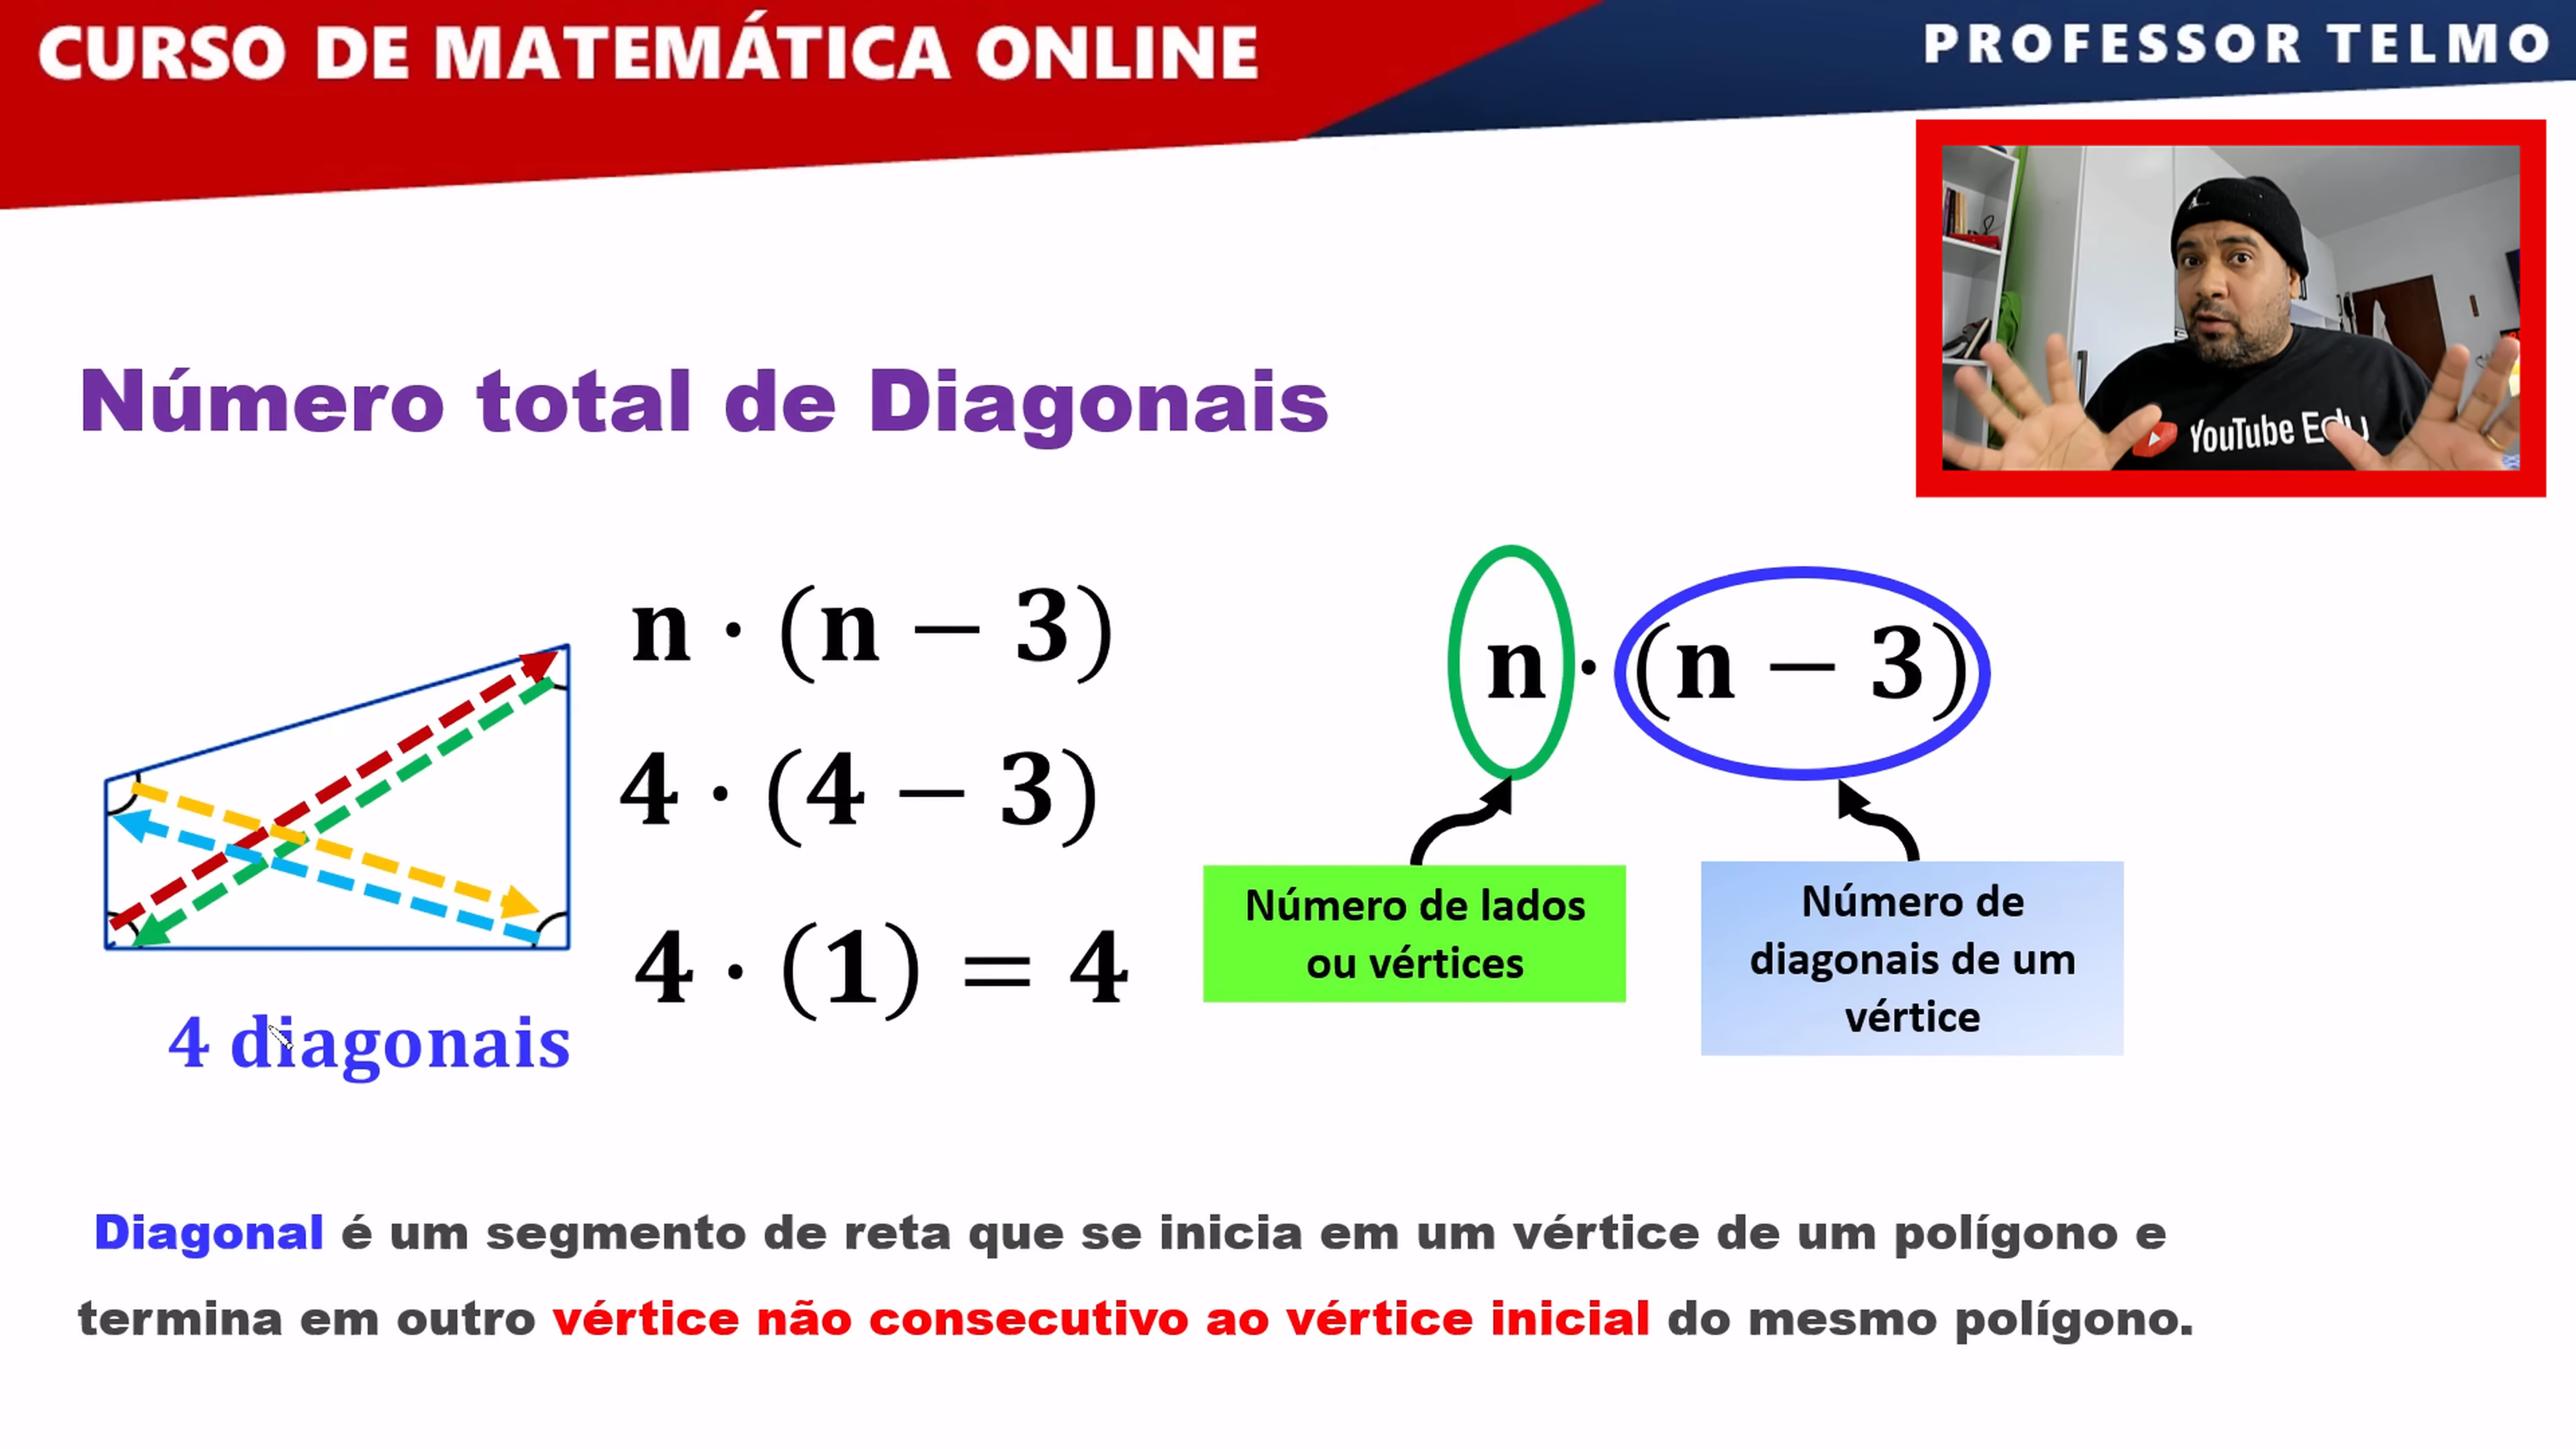 CURSO DE MATEMÁTICA ONLINE
PROFESSOR TELMO
YouTube Edu
Número total de Diagonais
n · (n − 3)
4 · (4 − 3)
4 · (1) = 4
4 diagonais
n · (n − 3)
Número de lados
ou vértices
Número de
diagonais de um
vértice
Diagonal é um segmento de reta que se inicia em um vértice de um polígono e
termina em outro vértice não consecutivo ao vértice inicial do mesmo polígono.